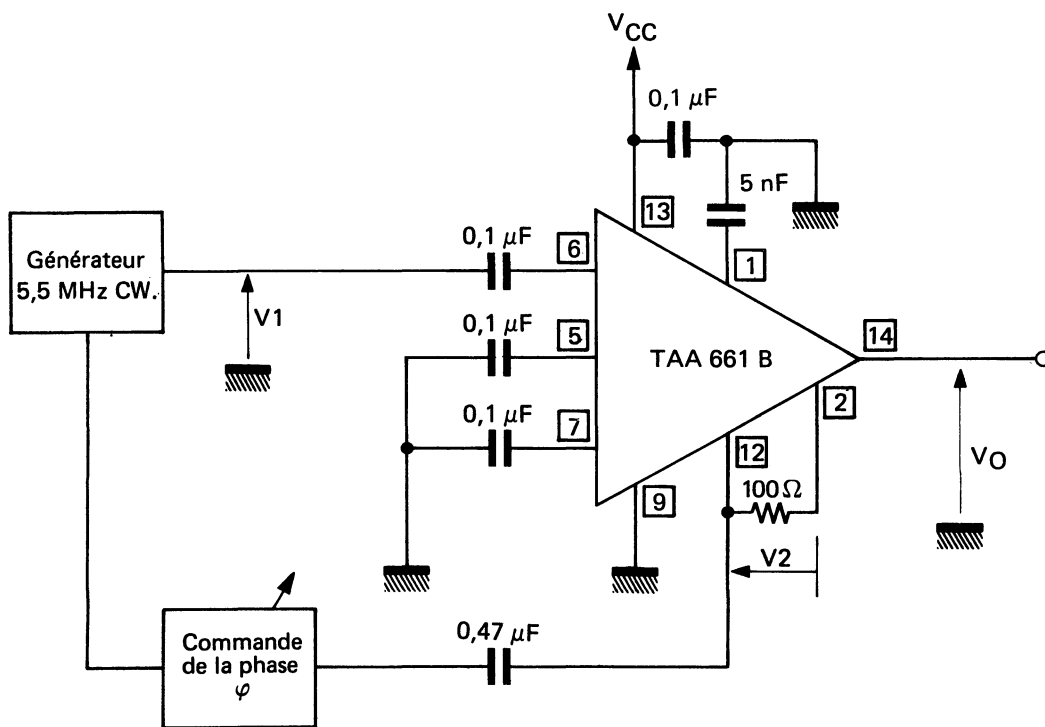 VCC
0,1 µF
5 nF
13
1
Générateur
5,5 MHz CW.
0,1 µF
6
V1
0,1 µF
5
TAA 661 B
14
0,1 µF
7
2
12
VO
100 Ω
9
V2
Commande
de la phase
φ
0,47 µF